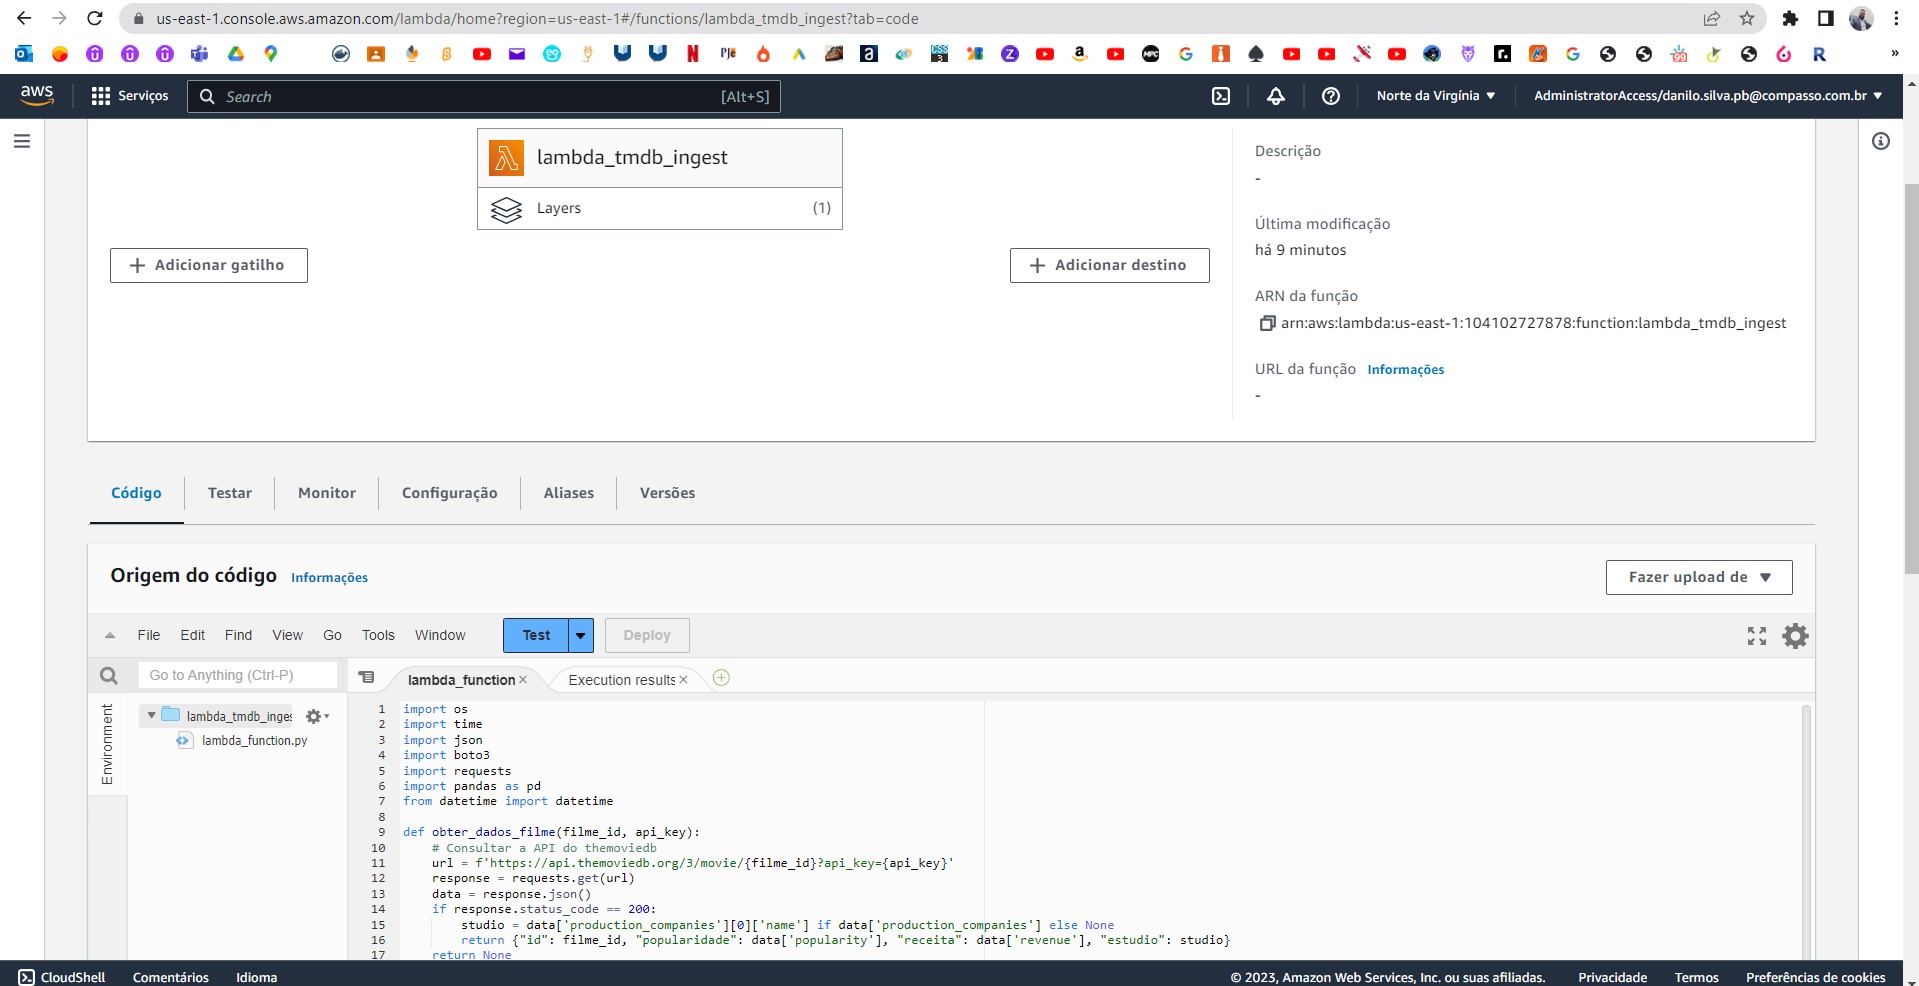 us-east-1.console.aws.amazon.com/lambda/home?region=us-east-1#/functions/lambda_tmdb_ingest?tab=code
aws
Serviços
Search
[Alt+S]
Norte da Virgínia
AdministratorAccess/danilo.silva.pb@compasso.com.br
lambda_tmdb_ingest
Layers
(1)
Adicionar gatilho
Adicionar destino
Descrição
-
Última modificação
há 9 minutos
ARN da função
arn:aws:lambda:us-east-1:104102727878:function:lambda_tmdb_ingest
URL da função Informações
-
Código
Testar
Monitor
Configuração
Aliases
Versões
Origem do código Informações
Fazer upload de
File Edit Find View Go Tools Window
Test
Deploy
Go to Anything (Ctrl-P)
lambda_function
Execution results
Environment
lambda_tmdb_inges
lambda_function.py
1 import os
2 import time
3 import json
4 import boto3
5 import requests
6 import pandas as pd
7 from datetime import datetime
8
9 def obter_dados_filme(filme_id, api_key):
10 # Consultar a API do themoviedb
11 url = f'https://api.themoviedb.org/3/movie/{filme_id}?api_key={api_key}'
12 response = requests.get(url)
13 data = response.json()
14 if response.status_code == 200:
15 studio = data['production_companies'][0]['name'] if data['production_companies'] else None
16 return {"id": filme_id, "popularidade": data['popularity'], "receita": data['revenue'], "estudio": studio}
17 return None
CloudShell
Comentários
Idioma
© 2023, Amazon Web Services, Inc. ou suas afiliadas.
Privacidade
Termos
Preferências de cookies